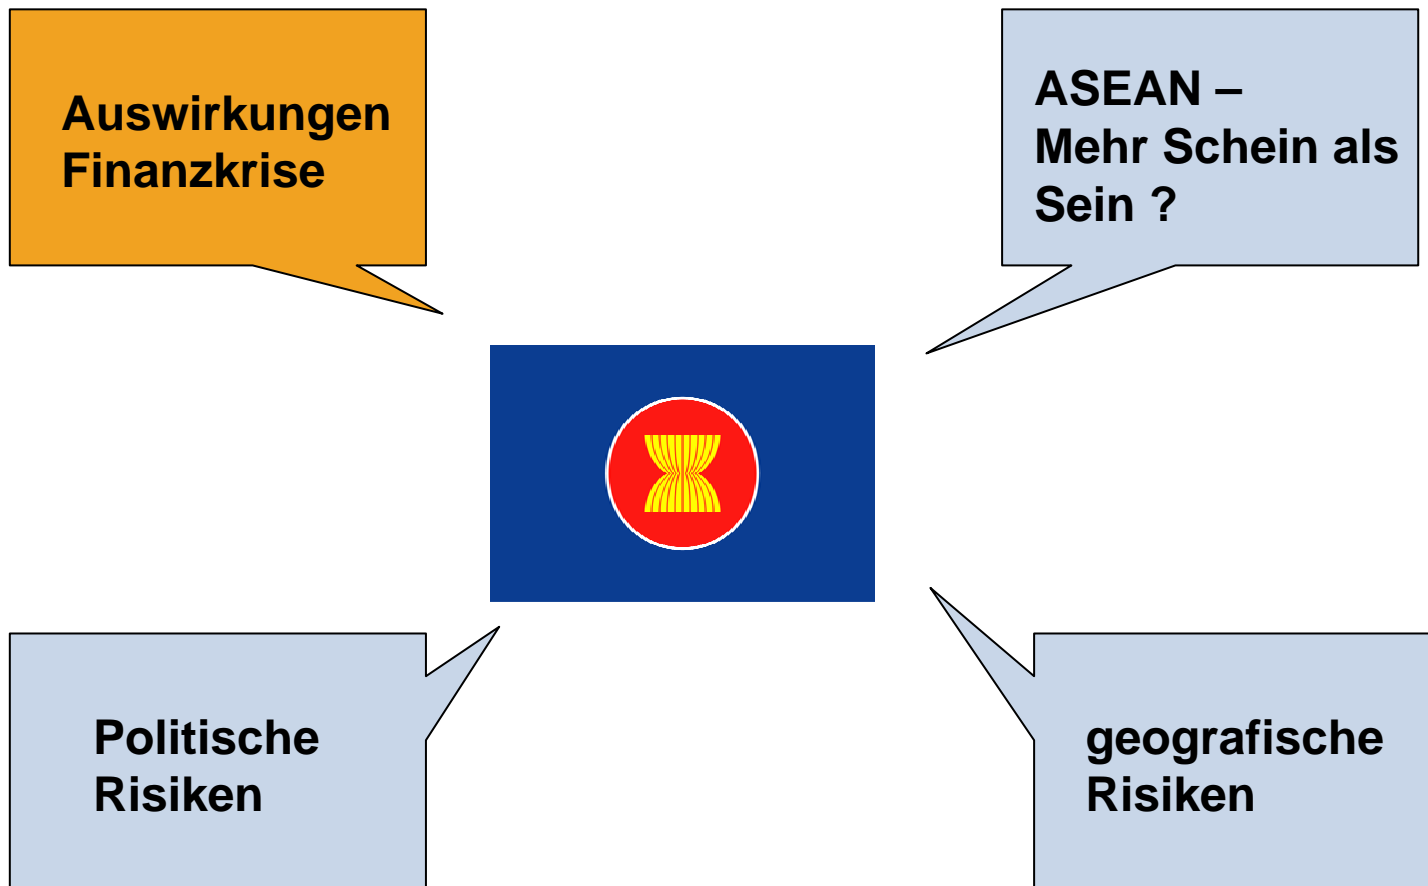 Auswirkungen
Finanzkrise
ASEAN –
Mehr Schein als
Sein ?
Politische
Risiken
geografische
Risiken